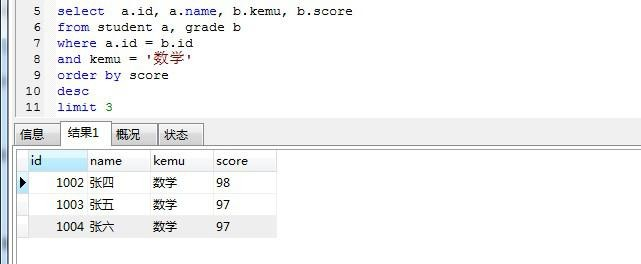 5 select  a.id, a.name, b.kemu, b.score
6 from student a, grade b
7 where a.id = b.id
8 and kemu = '数学'
9 order by score
10 desc
11 limit 3
信息 结果1 概况 状态
id name kemu score
1002 张四 数学 98
1003 张五 数学 97
1004 张六 数学 97